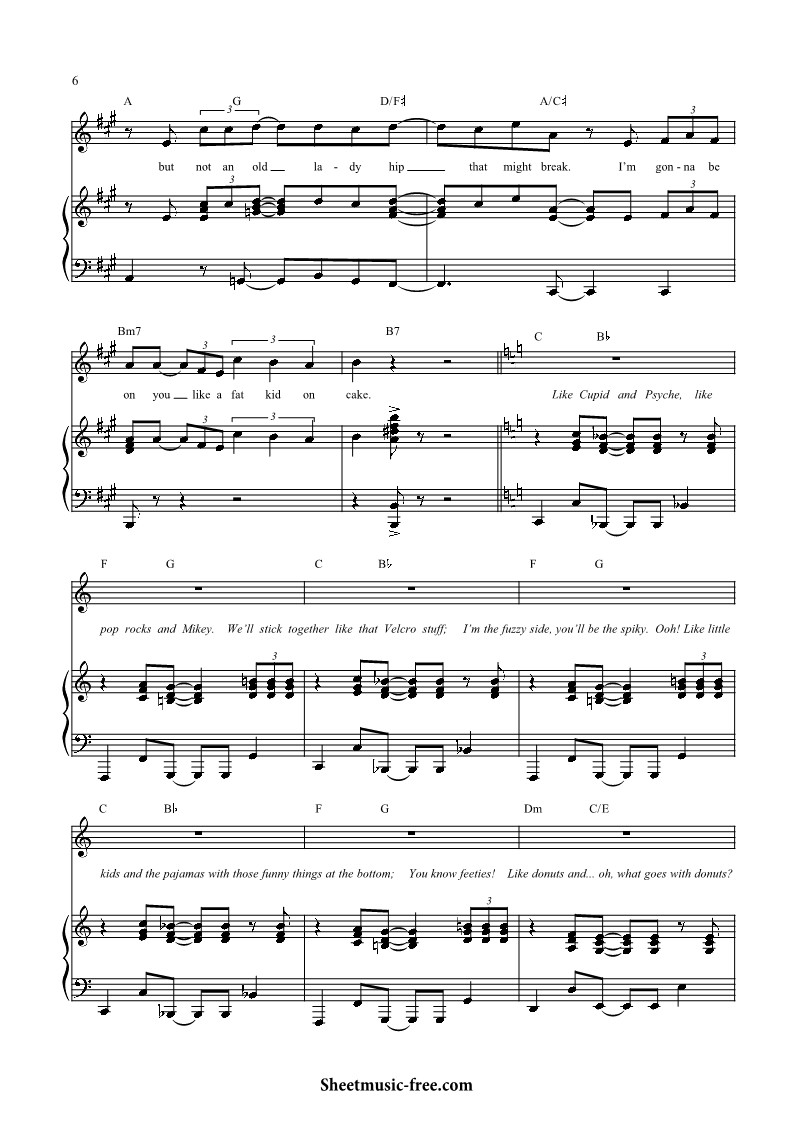 6
A G D/F♯ A/C♯
3 3
but not an old la - dy hip that might break. I'm gon - na be
3 3
Bm7 B7 C B♭
3 3
on you like a fat kid on cake. Like Cupid and Psyche, like
3 3
F G C B♭ F G
pop rocks and Mikey. We'll stick together like that Velcro stuff; I'm the fuzzy side, you'll be the spiky. Ooh! Like little
3 3
C B♭ F G Dm C/E
kids and the pajamas with those funny things at the bottom; You know feeties! Like donuts and... oh, what goes with donuts?
3
Sheetmusic-free.com